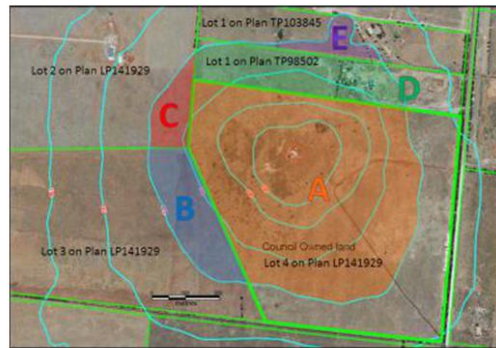 Lot 1 on Plan TP103845
E
Lot 2 on Plan LP141929
Lot 1 on Plan TP98502
D
C
A
B
Council Owned land
Lot 3 on Plan LP141929
Lot 4 on Plan LP141929